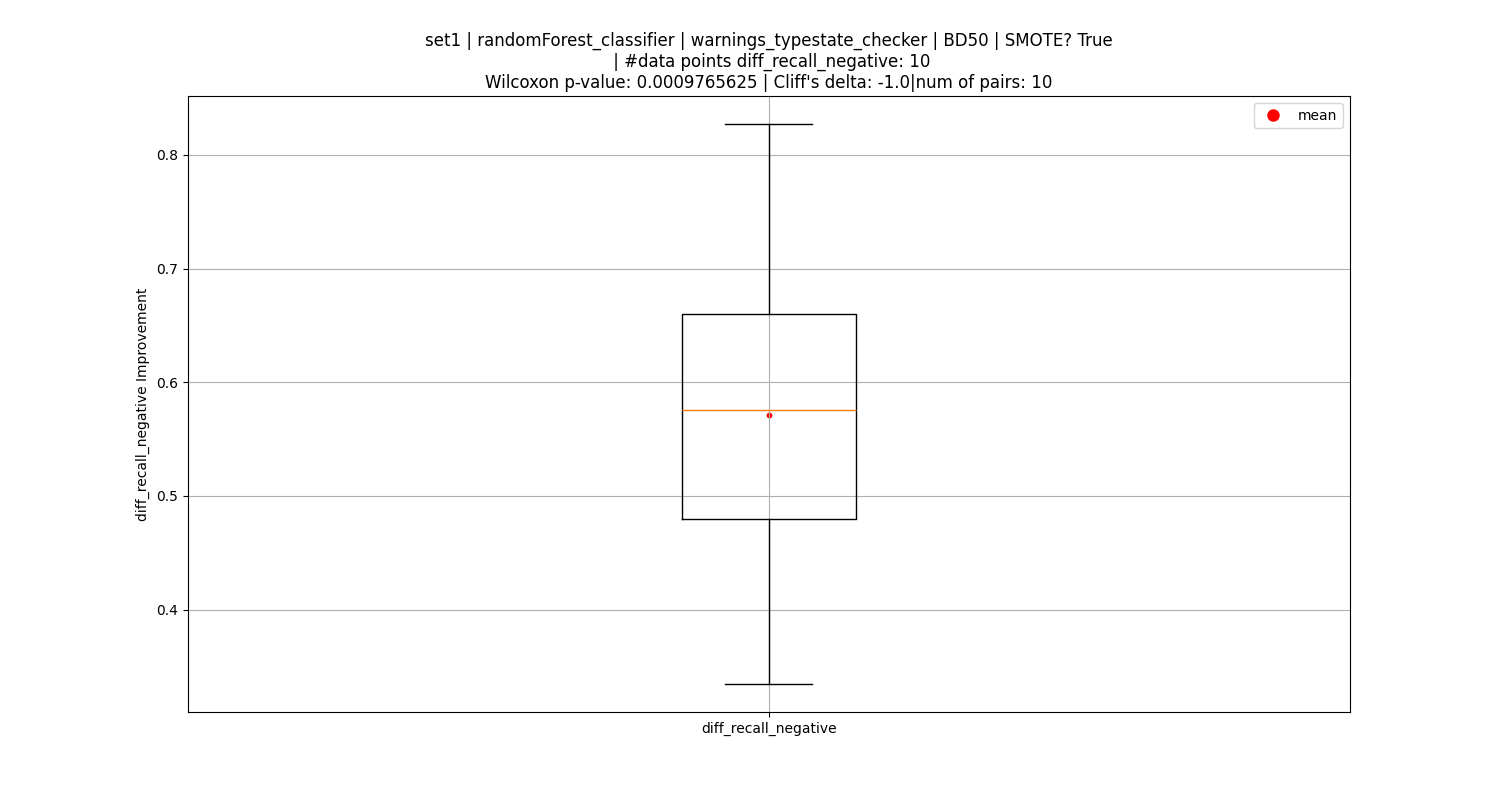 set1 | randomForest_classifier | warnings_typestate_checker | BD50 | SMOTE? True
| #data points diff_recall_negative: 10
Wilcoxon p-value: 0.0009765625 | Cliff's delta: -1.0|num of pairs: 10
mean
0.8
0.7
0.6
0.5
0.4
diff_recall_negative Improvement
diff_recall_negative